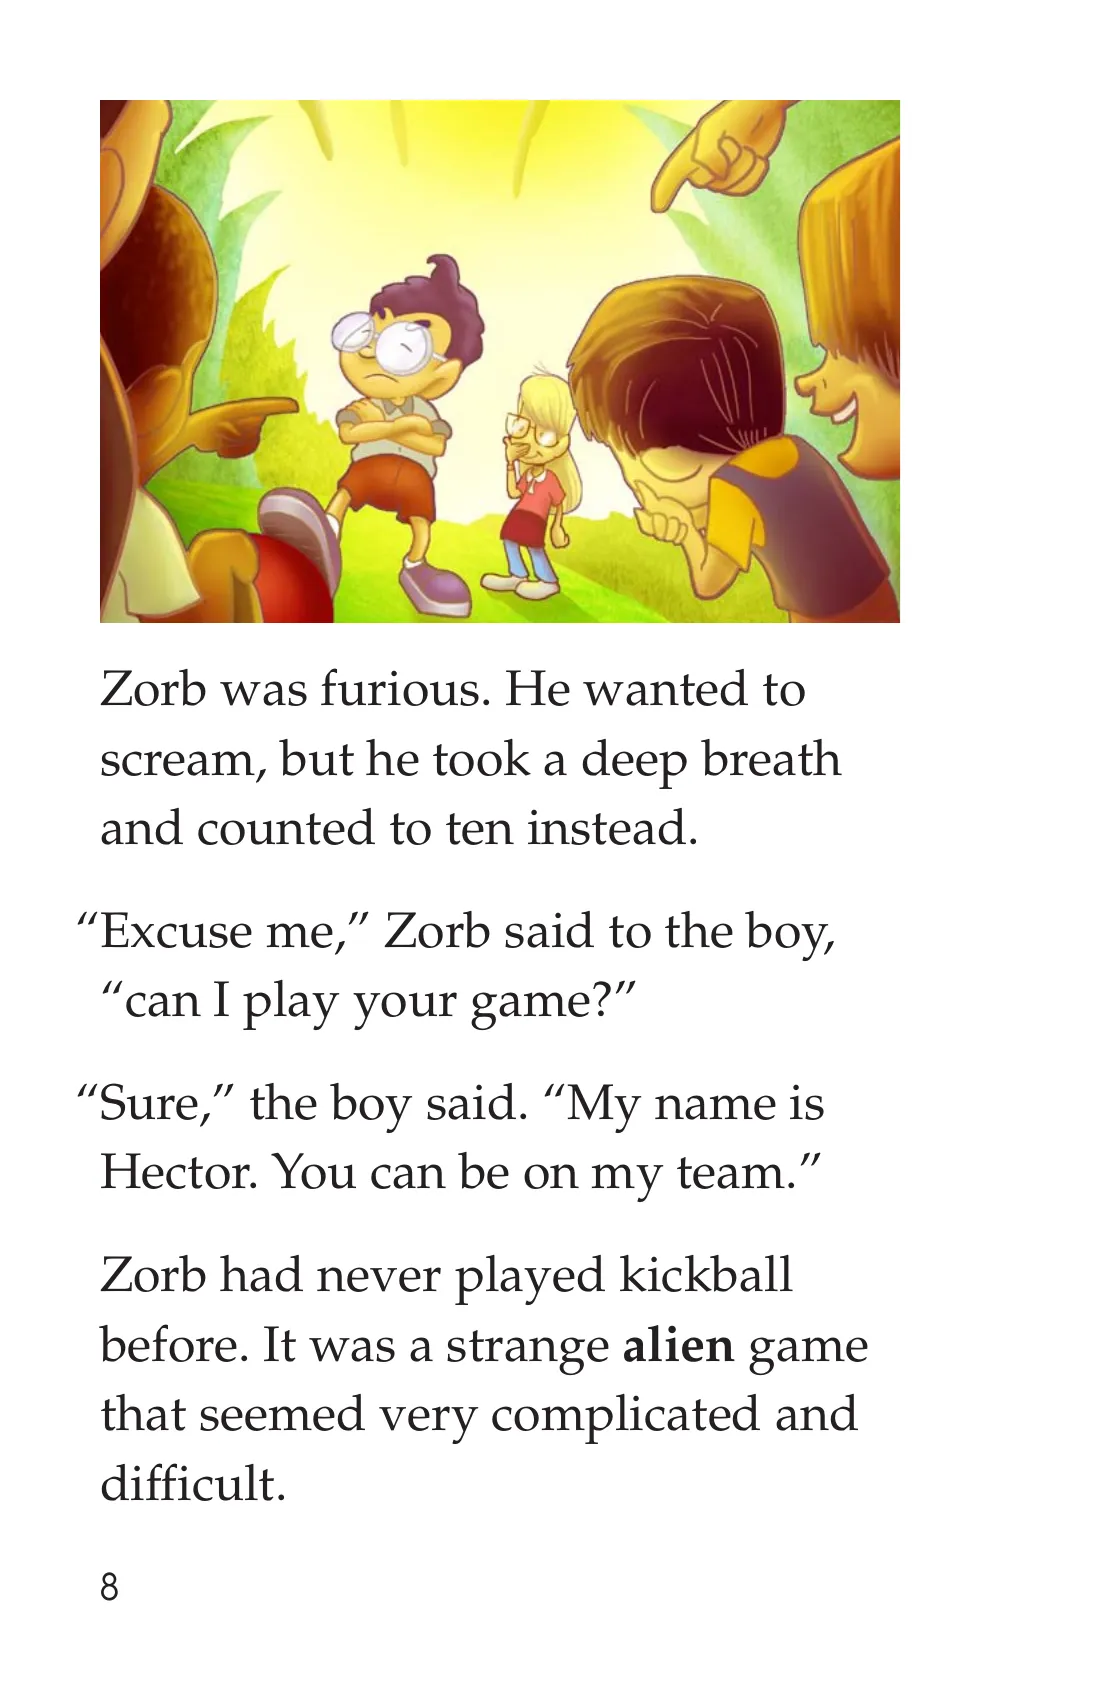 Zorb was furious. He wanted to
scream, but he took a deep breath
and counted to ten instead.
“Excuse me,” Zorb said to the boy,
“can I play your game?”
“Sure,” the boy said. “My name is
Hector. You can be on my team.”
Zorb had never played kickball
before. It was a strange alien game
that seemed very complicated and
difficult.
8